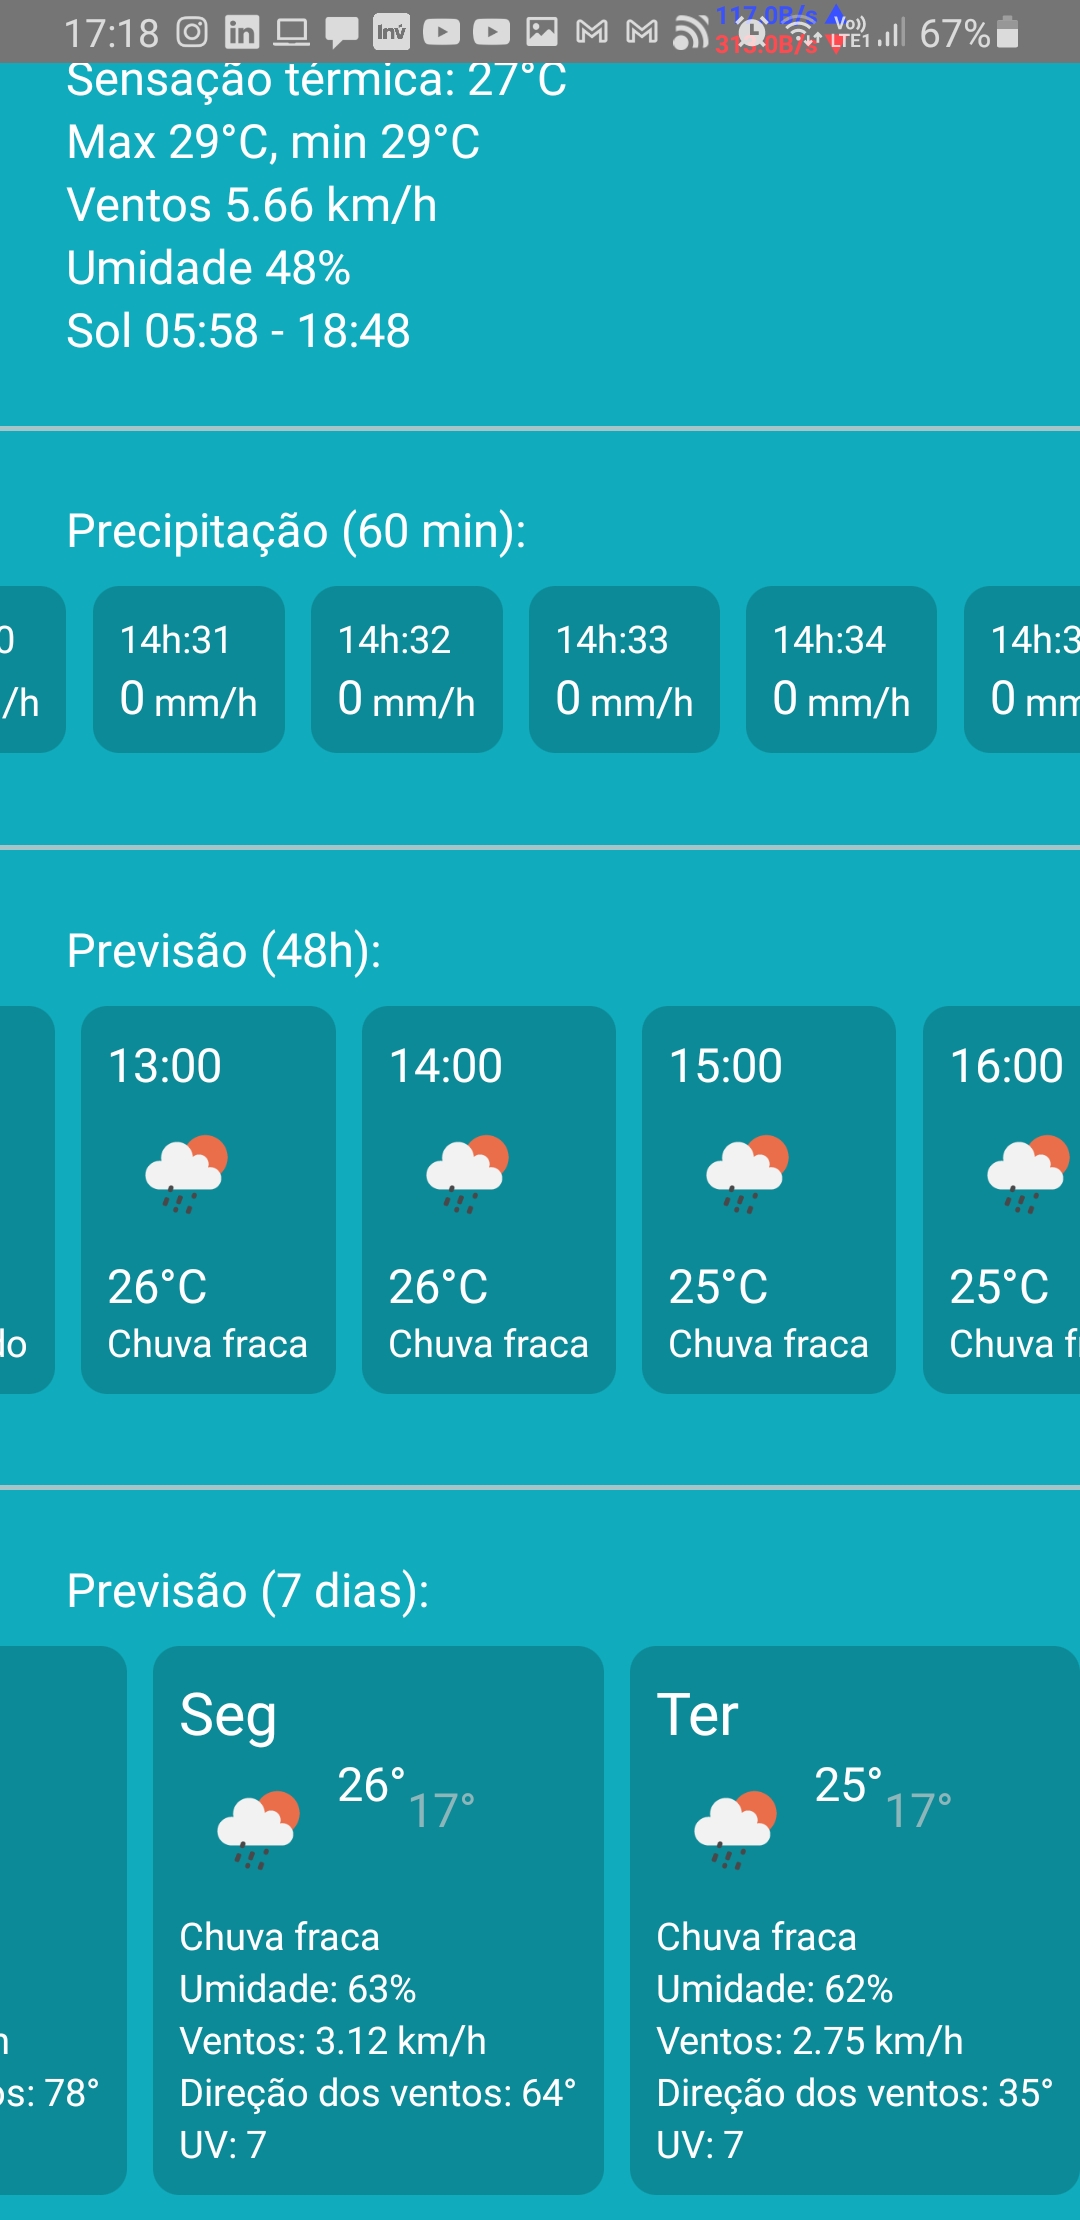 17:18
117.0B/s
LTE1
67%
Sensação térmica: 27°C
Max 29°C, min 29°C
Ventos 5.66 km/h
Umidade 48%
Sol 05:58 - 18:48
Precipitação (60 min):
0 14h:31 14h:32 14h:33 14h:34 14h:3
/h 0 mm/h 0 mm/h 0 mm/h 0 mm/h 0 mm
Previsão (48h):
13:00 14:00 15:00 16:00
26°C 26°C 25°C 25°C
do Chuva fraca Chuva fraca Chuva fraca Chuva f
Previsão (7 dias):
Seg Ter
26° 17° 25° 17°
Chuva fraca Chuva fraca
Umidade: 63% Umidade: 62%
Ventos: 3.12 km/h Ventos: 2.75 km/h
os: 78° Direção dos ventos: 64° Direção dos ventos: 35°
UV: 7 UV: 7